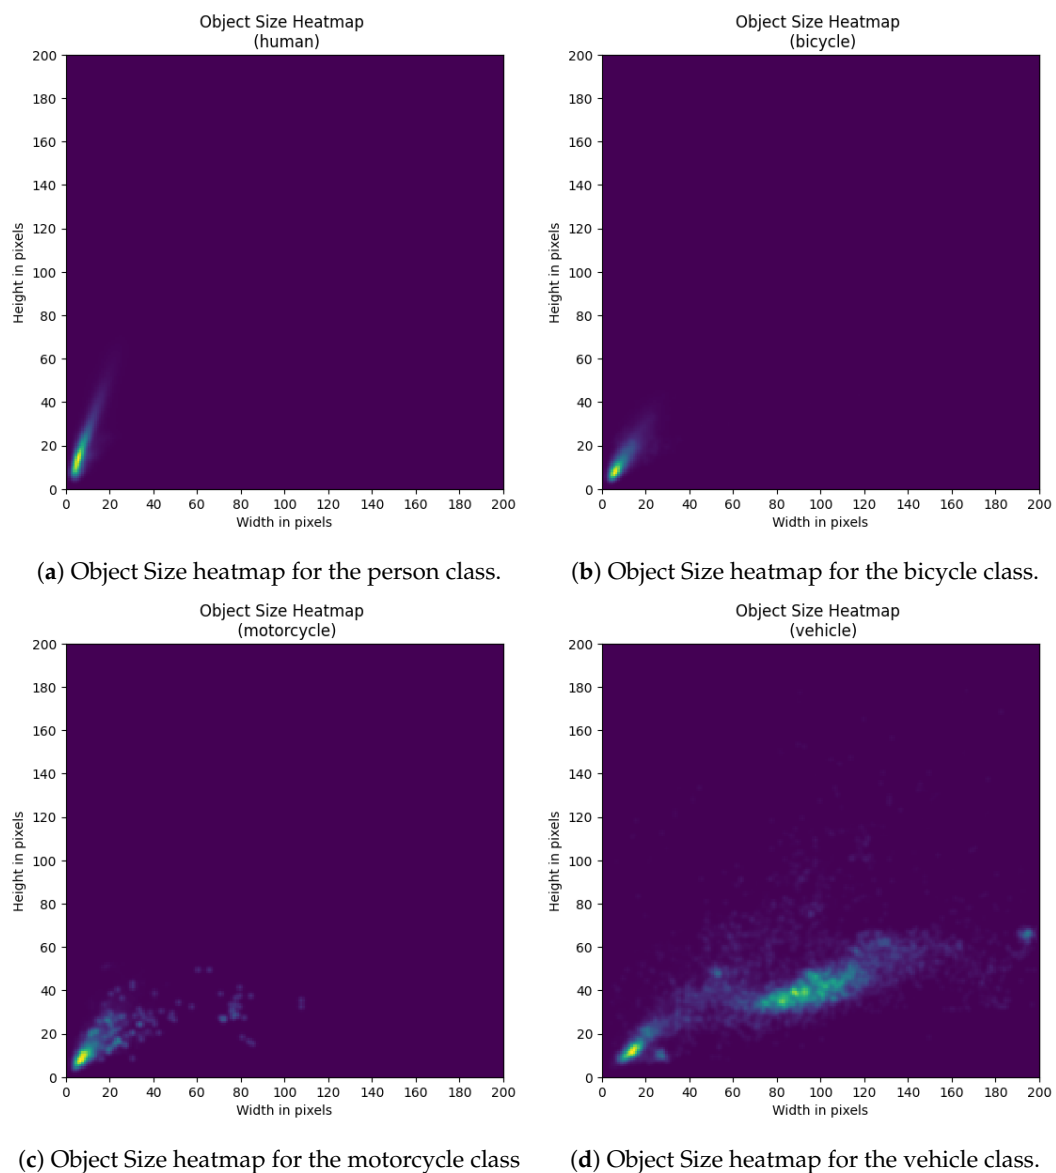 Object Size Heatmap
(human)
200
180
160
140
120
100
80
60
40
20
0
Height in pixels
0 20 40 60 80 100 120 140 160 180 200
Width in pixels
(a) Object Size heatmap for the person class.
Object Size Heatmap
(bicycle)
200
180
160
140
120
100
80
60
40
20
0
Height in pixels
0 20 40 60 80 100 120 140 160 180 200
Width in pixels
(b) Object Size heatmap for the bicycle class.
Object Size Heatmap
(motorcycle)
200
180
160
140
120
100
80
60
40
20
0
Height in pixels
0 20 40 60 80 100 120 140 160 180 200
Width in pixels
(c) Object Size heatmap for the motorcycle class
Object Size Heatmap
(vehicle)
200
180
160
140
120
100
80
60
40
20
0
Height in pixels
0 20 40 60 80 100 120 140 160 180 200
Width in pixels
(d) Object Size heatmap for the vehicle class.